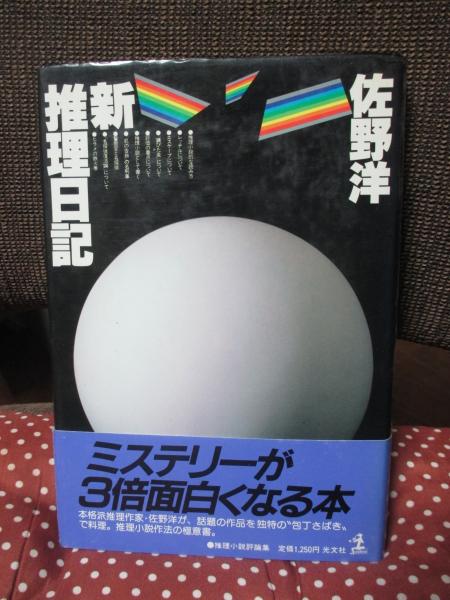 佐野洋
新
推理日記
ミステリーが
3倍面白くなる本
本格派推理作家・佐野洋が、話題の作品を独特の〝包丁さばき〟
で料理。推理小説作法の極意書。
●推理小説評論集 定価1,250円 光文社